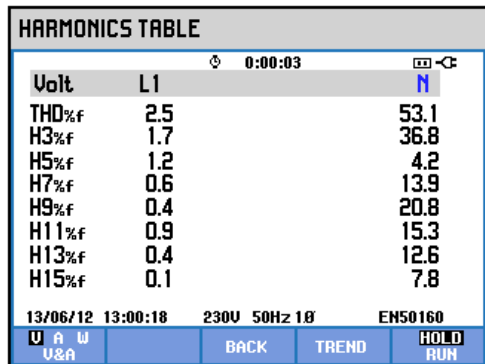 HARMONICS TABLE
0:00:03
Volt L1 N
THD%f 2.5 53.1
H3%f 1.7 36.8
H5%f 1.2 4.2
H7%f 0.6 13.9
H9%f 0.4 20.8
H11%f 0.9 15.3
H13%f 0.4 12.6
H15%f 0.1 7.8
13/06/12 13:00:18 230V 50Hz 1Ø EN50160
V A W BACK TREND HOLD
V&A RUN